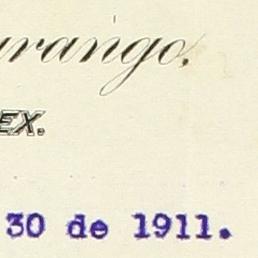 urango,
EX.
30 de 1911.